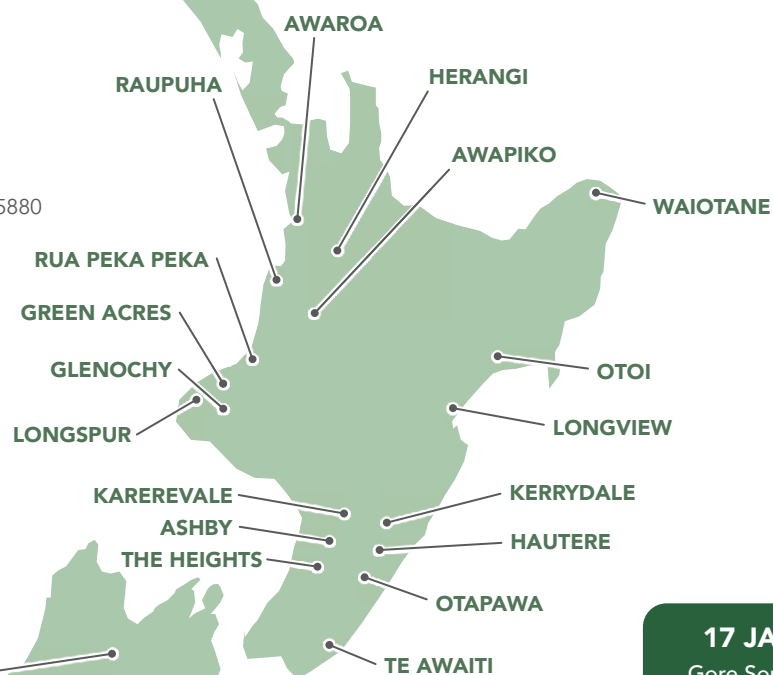 AWAROA
HERANGI
RAUPUHA
AWAPIKO
5880
WAIOTANE
RUA PEKA PEKA
GREEN ACRES
GLENOCHY
OTOI
LONGSPUR
LONGVIEW
KAREREVALE
KERRYDALE
ASHBY
HAUTERE
THE HEIGHTS
OTAPAWA
17 JA
TE AWAITI